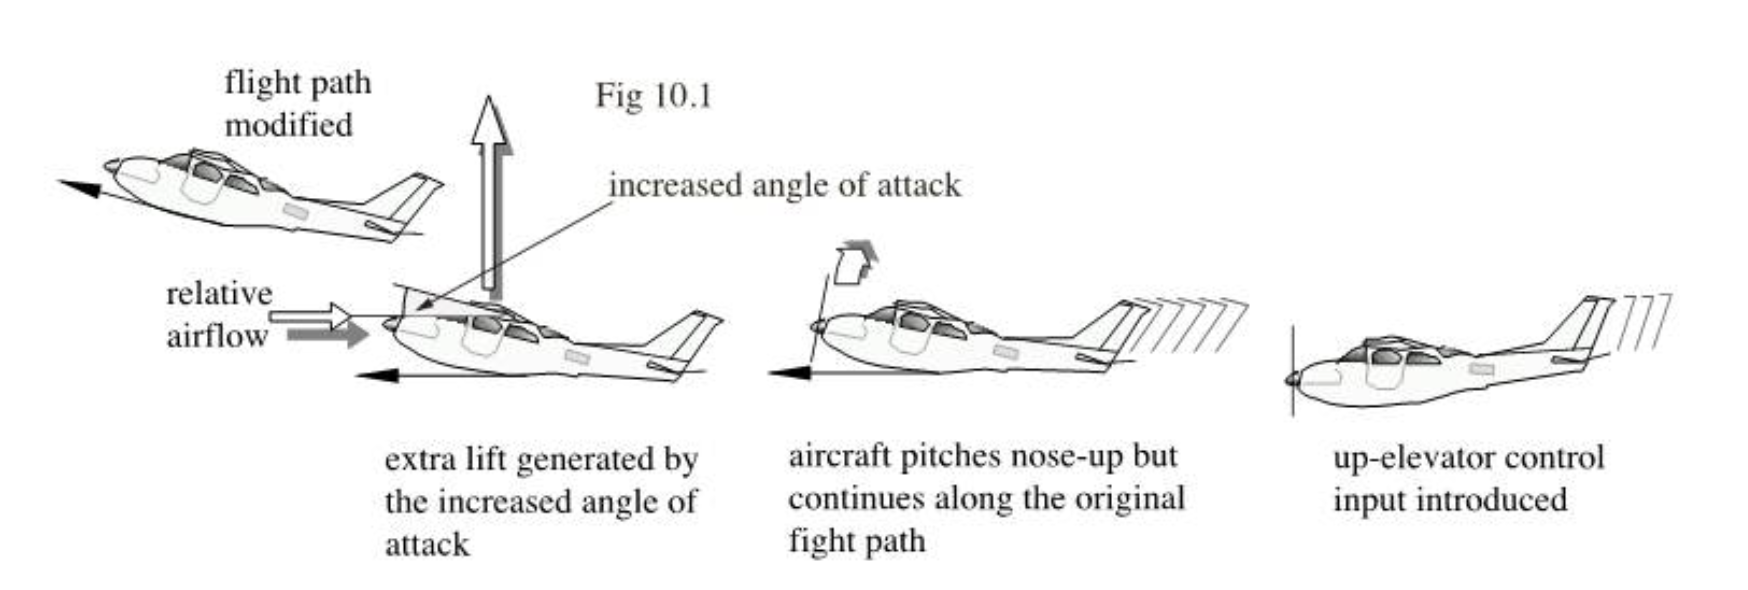 flight path
modified
Fig 10.1
increased angle of attack
relative
airflow
extra lift generated by
the increased angle of
attack
aircraft pitches nose-up but
continues along the original
fight path
up-elevator control
input introduced